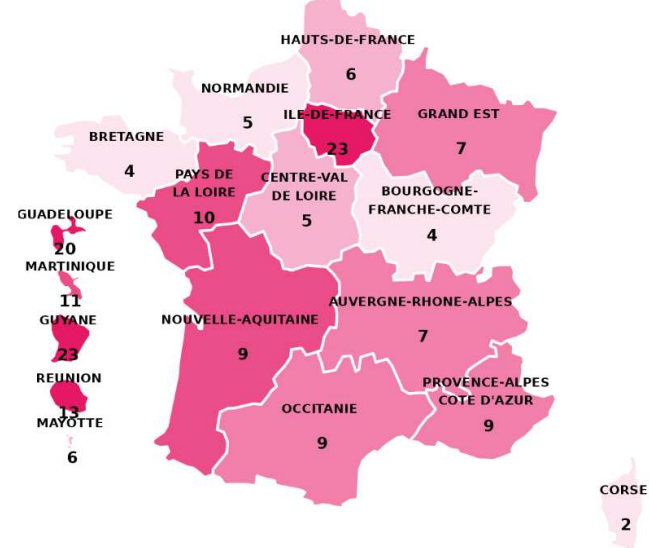 HAUTS-DE-FRANCE
6
NORMANDIE
5
ILE-DE-FRANCE
23
GRAND EST
7
BRETAGNE
4
PAYS DE
LA LOIRE
10
CENTRE-VAL
DE LOIRE
5
BOURGOGNE-
FRANCHE-COMTE
4
GUADELOUPE
20
MARTINIQUE
11
GUYANE
23
REUNION
13
MAYOTTE
6
NOUVELLE-AQUITAINE
9
AUVERGNE-RHONE-ALPES
7
OCCITANIE
9
PROVENCE-ALPES
COTE D'AZUR
9
CORSE
2